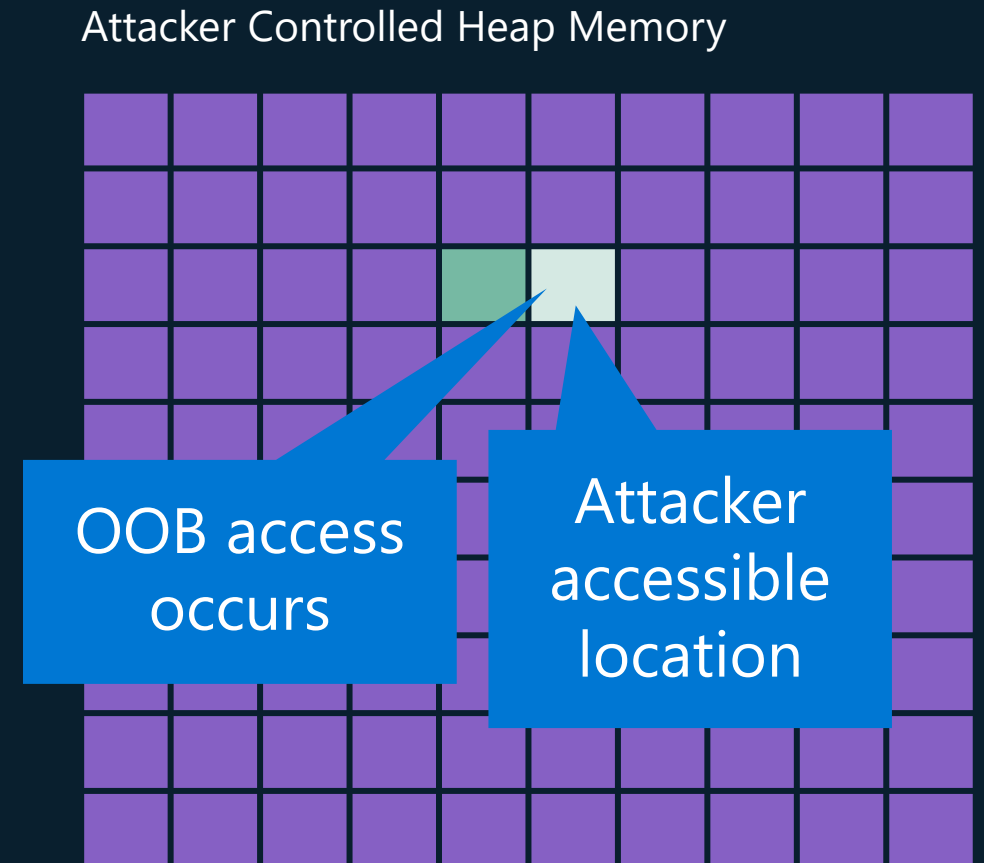 Attacker Controlled Heap Memory
OOB access
occurs
Attacker
accessible
location